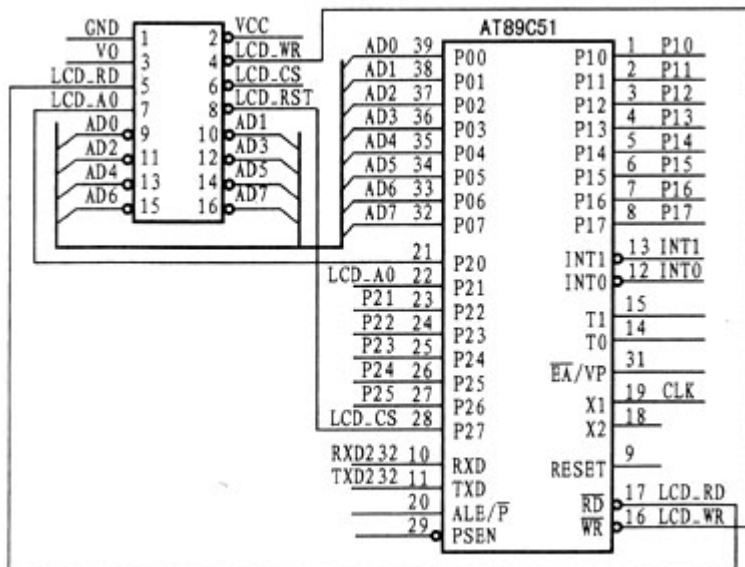 AT89C51
GND 1 2 VCC
V0 3 4 LCD_WR
LCD_RD 5 6 LCD_CS
LCD_A0 7 8 LCD_RST
AD0 9 10 AD1
AD2 11 12 AD3
AD4 13 14 AD5
AD6 15 16 AD7
AD0 39 P00
AD1 38 P01
AD2 37 P02
AD3 36 P03
AD4 35 P04
AD5 34 P05
AD6 33 P06
AD7 32 P07
21 P20
LCD_A0 22 P21
P21 23 P22
P22 24 P23
P23 25 P24
P24 26 P25
P25 27 P26
LCD_CS 28 P27
RXD232 10 RXD
TXD232 11 TXD
20 ALE/P
29 PSEN
P10 1 P10
P11 2 P11
P12 3 P12
P13 4 P13
P14 5 P14
P15 6 P15
P16 7 P16
P17 8 P17
INT1 13 INT1
INT0 12 INT0
T1 15
T0 14
EA/VP 31
X1 19 CLK
X2 18
RESET 9
RD 17 LCD_RD
WR 16 LCD_WR